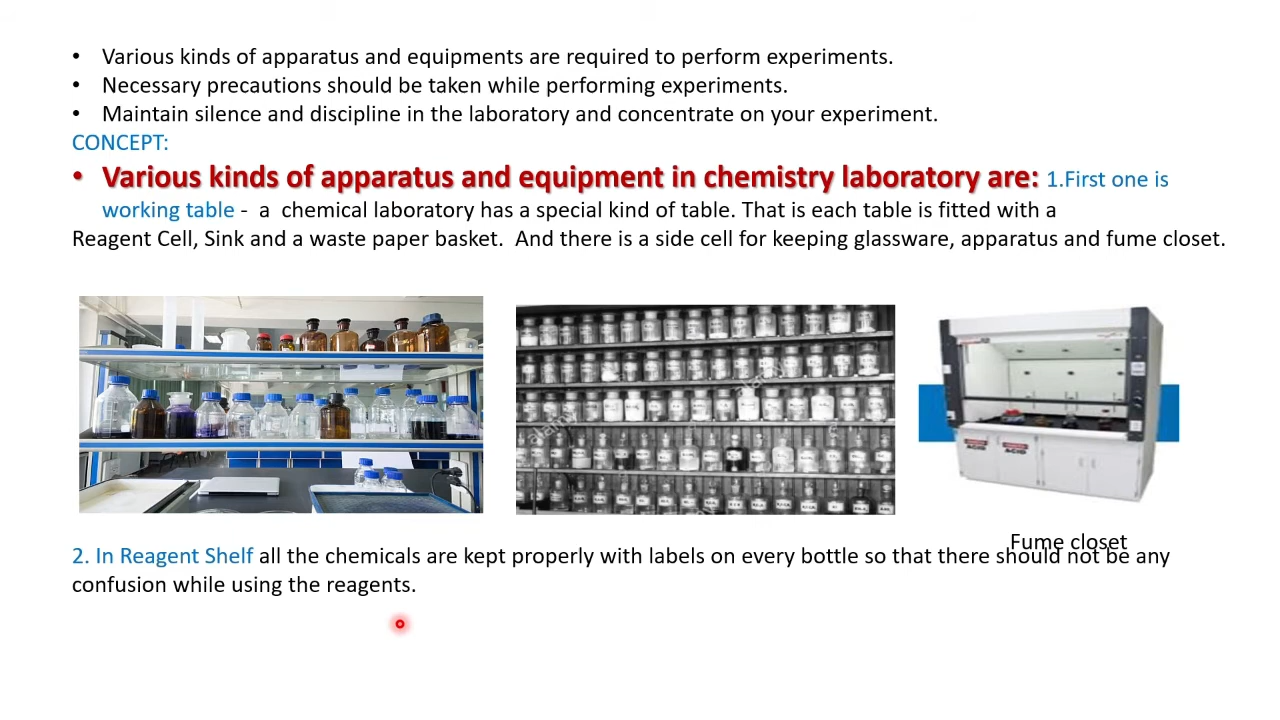 • Various kinds of apparatus and equipments are required to perform experiments.
• Necessary precautions should be taken while performing experiments.
• Maintain silence and discipline in the laboratory and concentrate on your experiment.
CONCEPT:
• Various kinds of apparatus and equipment in chemistry laboratory are: 1.First one is
working table - a chemical laboratory has a special kind of table. That is each table is fitted with a
Reagent Cell, Sink and a waste paper basket. And there is a side cell for keeping glassware, apparatus and fume closet.
alamy
alamy
ACID
ACID
Fume closet
2. In Reagent Shelf all the chemicals are kept properly with labels on every bottle so that there should not be any
confusion while using the reagents.